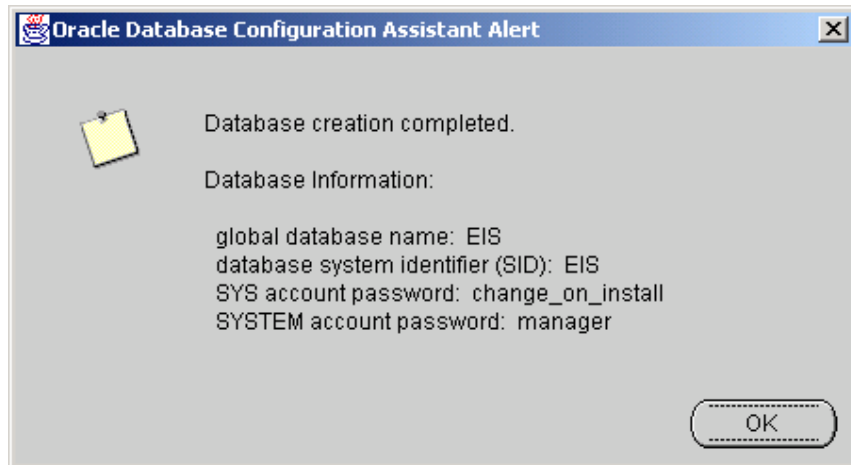 Oracle Database Configuration Assistant Alert
Database creation completed.
Database Information:
global database name: EIS
database system identifier (SID): EIS
SYS account password: change_on_install
SYSTEM account password: manager
OK